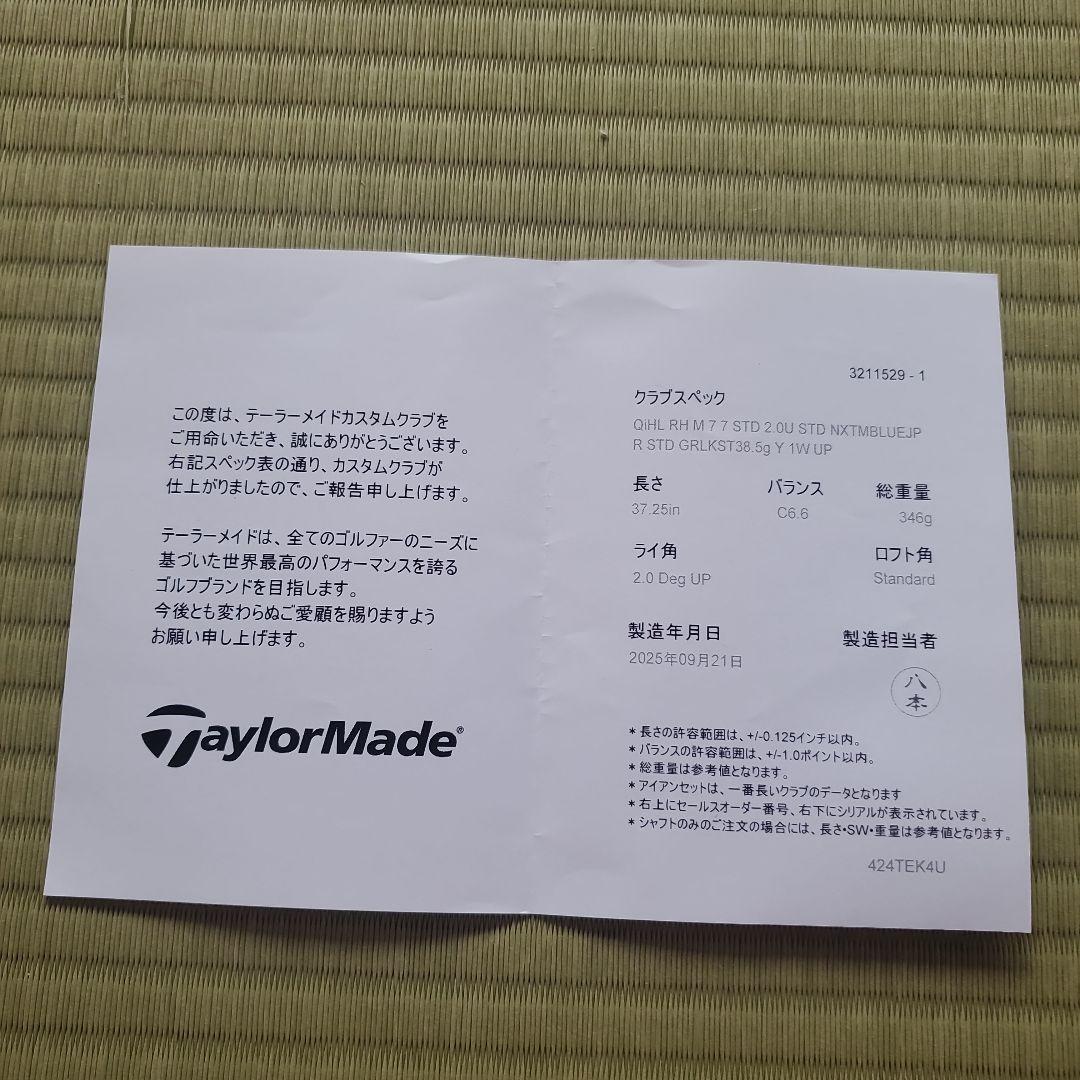 この度は、テーラーメイドカスタムクラブを
ご用命いただき、誠にありがとうございます。
右記スペック表の通り、カスタムクラブが
仕上がりましたので、ご報告申し上げます。
テーラーメイドは、全てのゴルファーのニーズに
基づいた世界最高のパフォーマンスを誇る
ゴルフブランドを目指します。
今後とも変わらぬご愛顧を賜りますよう
お願い申し上げます。
TaylorMade®
3211529 - 1
クラブスペック
QiHL RH M 7 7 STD 2.0U STD NXTMBLUEJP
R STD GRLKST38.5g Y 1W UP
長さ バランス 総重量
37.25in C6.6 346g
ライ角 ロフト角
2.0 Deg UP Standard
製造年月日 製造担当者
2025年09月21日
八本
* 長さの許容範囲は、+/-0.125インチ以内。
* バランスの許容範囲は、+/-1.0ポイント以内。
* 総重量は参考値となります。
* アイアンセットは、一番長いクラブのデータとなります
* 右上にセールスオーダー番号、右下にシリアルが表示されています。
* シャフトのみのご注文の場合には、長さ・SW・重量は参考値となります。
424TEK4U